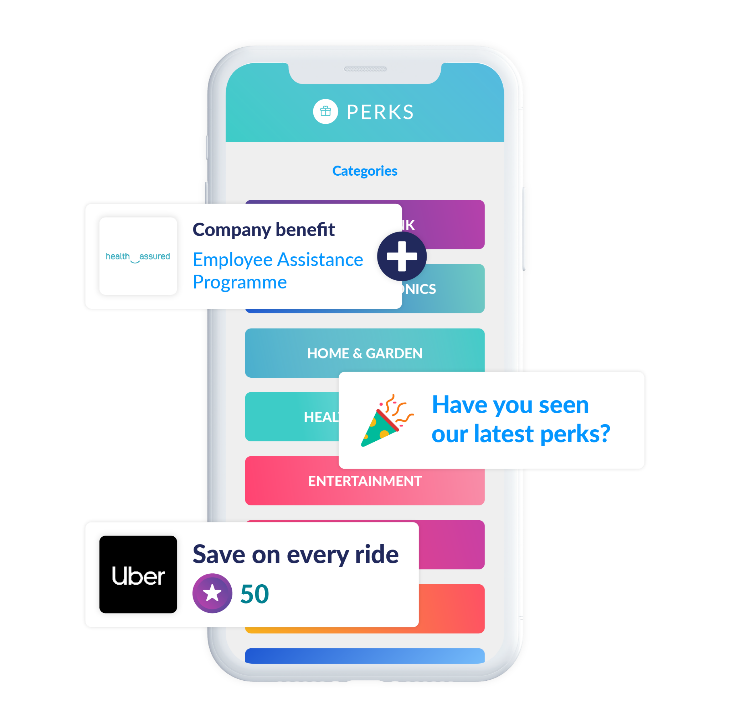 PERKS
Categories
Company benefit
health assured
Employee Assistance
Programme
HOME & GARDEN
Have you seen
our latest perks?
ENTERTAINMENT
Uber
Save on every ride
50